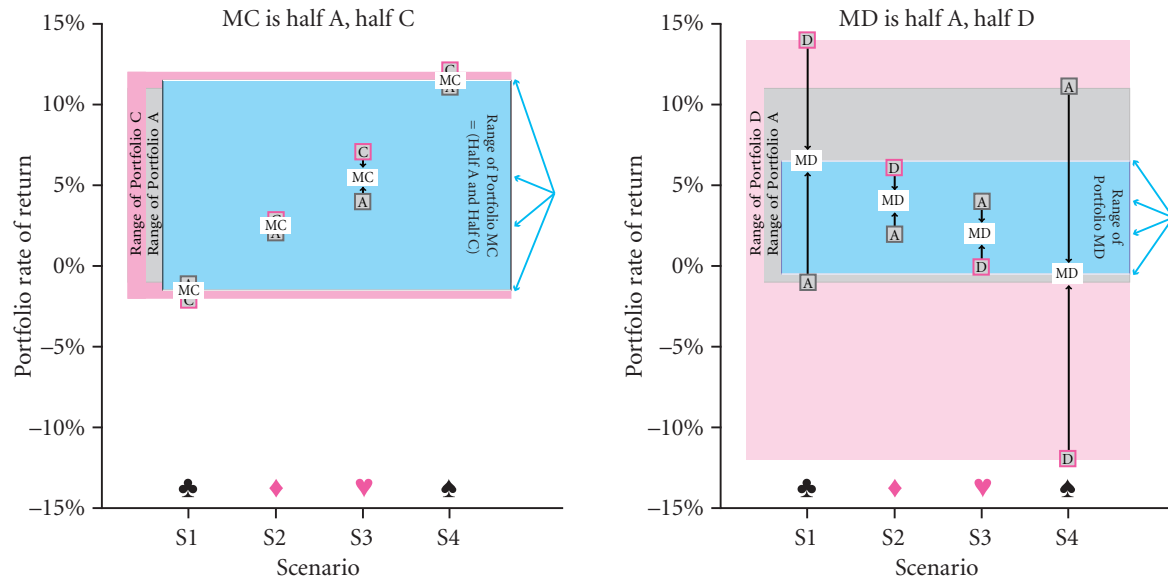 MC is half A, half C
Portfolio rate of return
15%
10%
5%
0%
–5%
–10%
–15%
Range of Portfolio C
Range of Portfolio A
Range of Portfolio MC
= (Half A and Half C)
C
MC
A
C
MC
A
MC
A
A
MC
C
S1
S2
S3
S4
Scenario
MD is half A, half D
Portfolio rate of return
15%
10%
5%
0%
–5%
–10%
–15%
Range of Portfolio D
Range of Portfolio A
Range of
Portfolio MD
D
A
MD
D
MD
A
A
MD
D
A
MD
D
S1
S2
S3
S4
Scenario